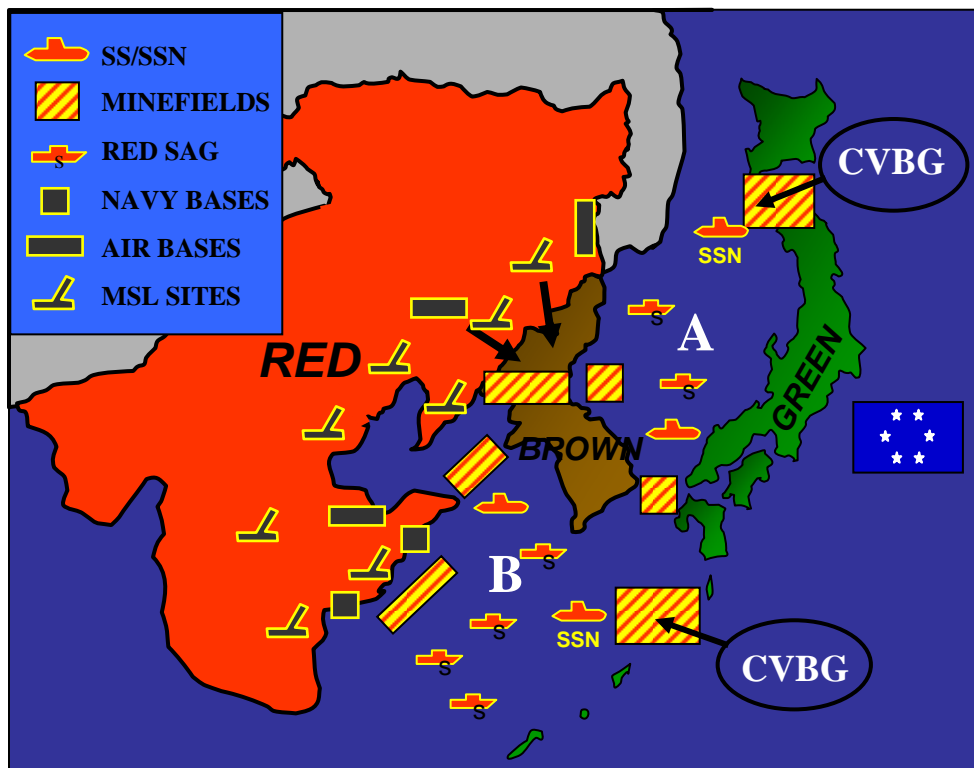 SS/SSN
MINEFIELDS
S
RED SAG
NAVY BASES
AIR BASES
MSL SITES
CVBG
SSN
S
A
RED
S
GREEN
BROWN
B
S
S
SSN
S
CVBG
S